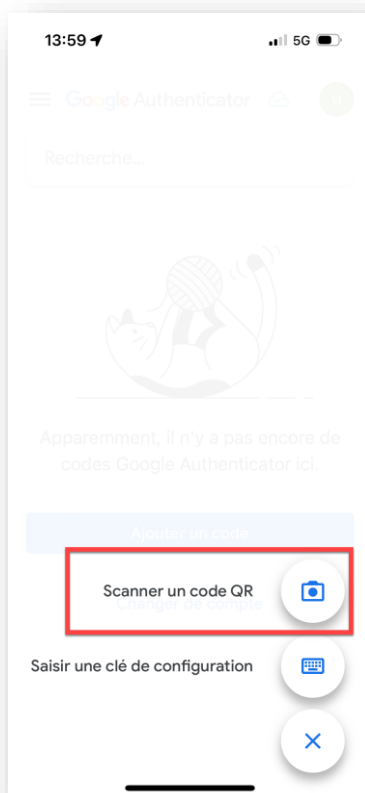 13:59
5G
Google Authenticator
Recherche...
Apparemment, il n'y a pas encore de
codes Google Authenticator ici.
Ajouter un code
Scanner un code QR
Changer de compte
Saisir une clé de configuration